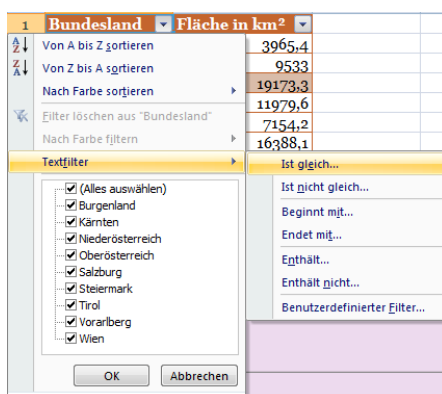 1 Bundesland Fläche in km²
Von A bis Z sortieren 3965,4
Von Z bis A sortieren 9533
Nach Farbe sortieren 19173,3
Filter löschen aus "Bundesland" 11979,6
Nach Farbe filtern 7154,2
16388,1
Textfilter
Ist gleich...
Ist nicht gleich...
Beginnt mit...
Endet mit...
Enthält...
Enthält nicht...
Benutzerdefinierter Filter...
(Alles auswählen)
Burgenland
Kärnten
Niederösterreich
Oberösterreich
Salzburg
Steiermark
Tirol
Vorarlberg
Wien
OK Abbrechen